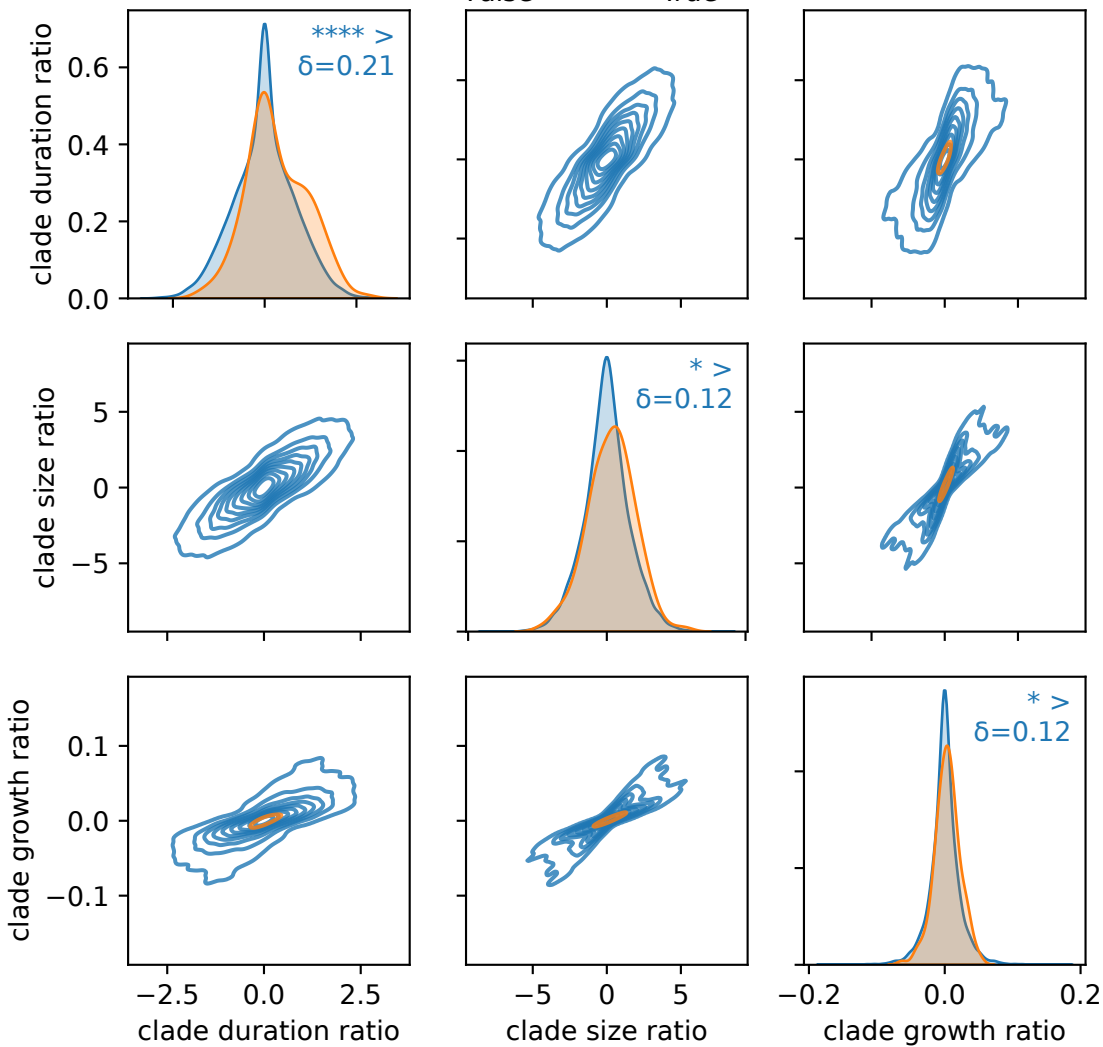 **** >
δ=0.21
clade duration ratio
0.6
0.4
0.2
0.0
* >
δ=0.12
clade size ratio
5
0
−5
* >
δ=0.12
clade growth ratio
0.1
0.0
−0.1
−2.5 0.0 2.5
−5 0 5
−0.2 0.0 0.2
clade duration ratio
clade size ratio
clade growth ratio